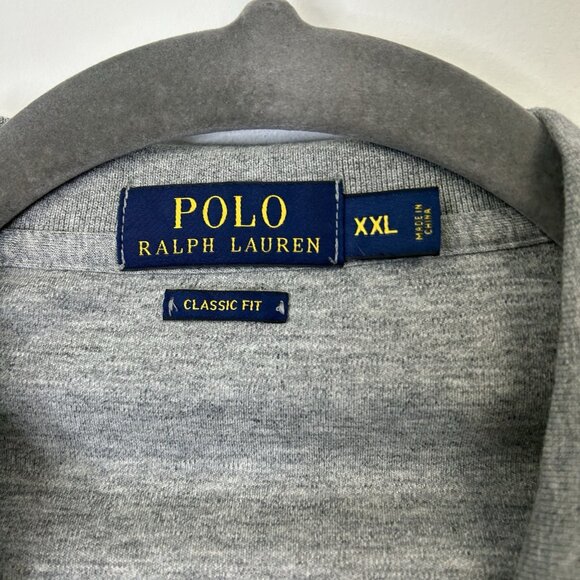 POLO
RALPH LAUREN
XXL
MADE IN
CHINA
CLASSIC FIT